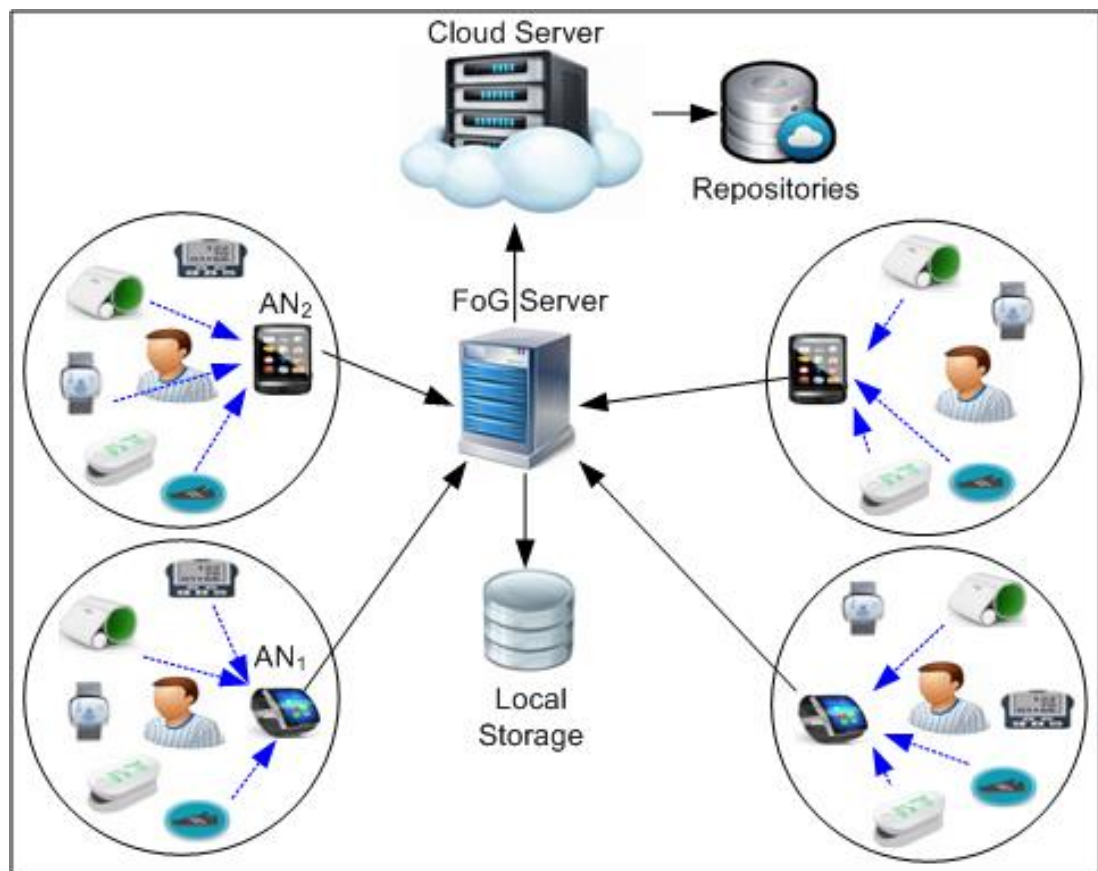 Cloud Server
Repositories
FoG Server
AN₂
AN₁
Local
Storage